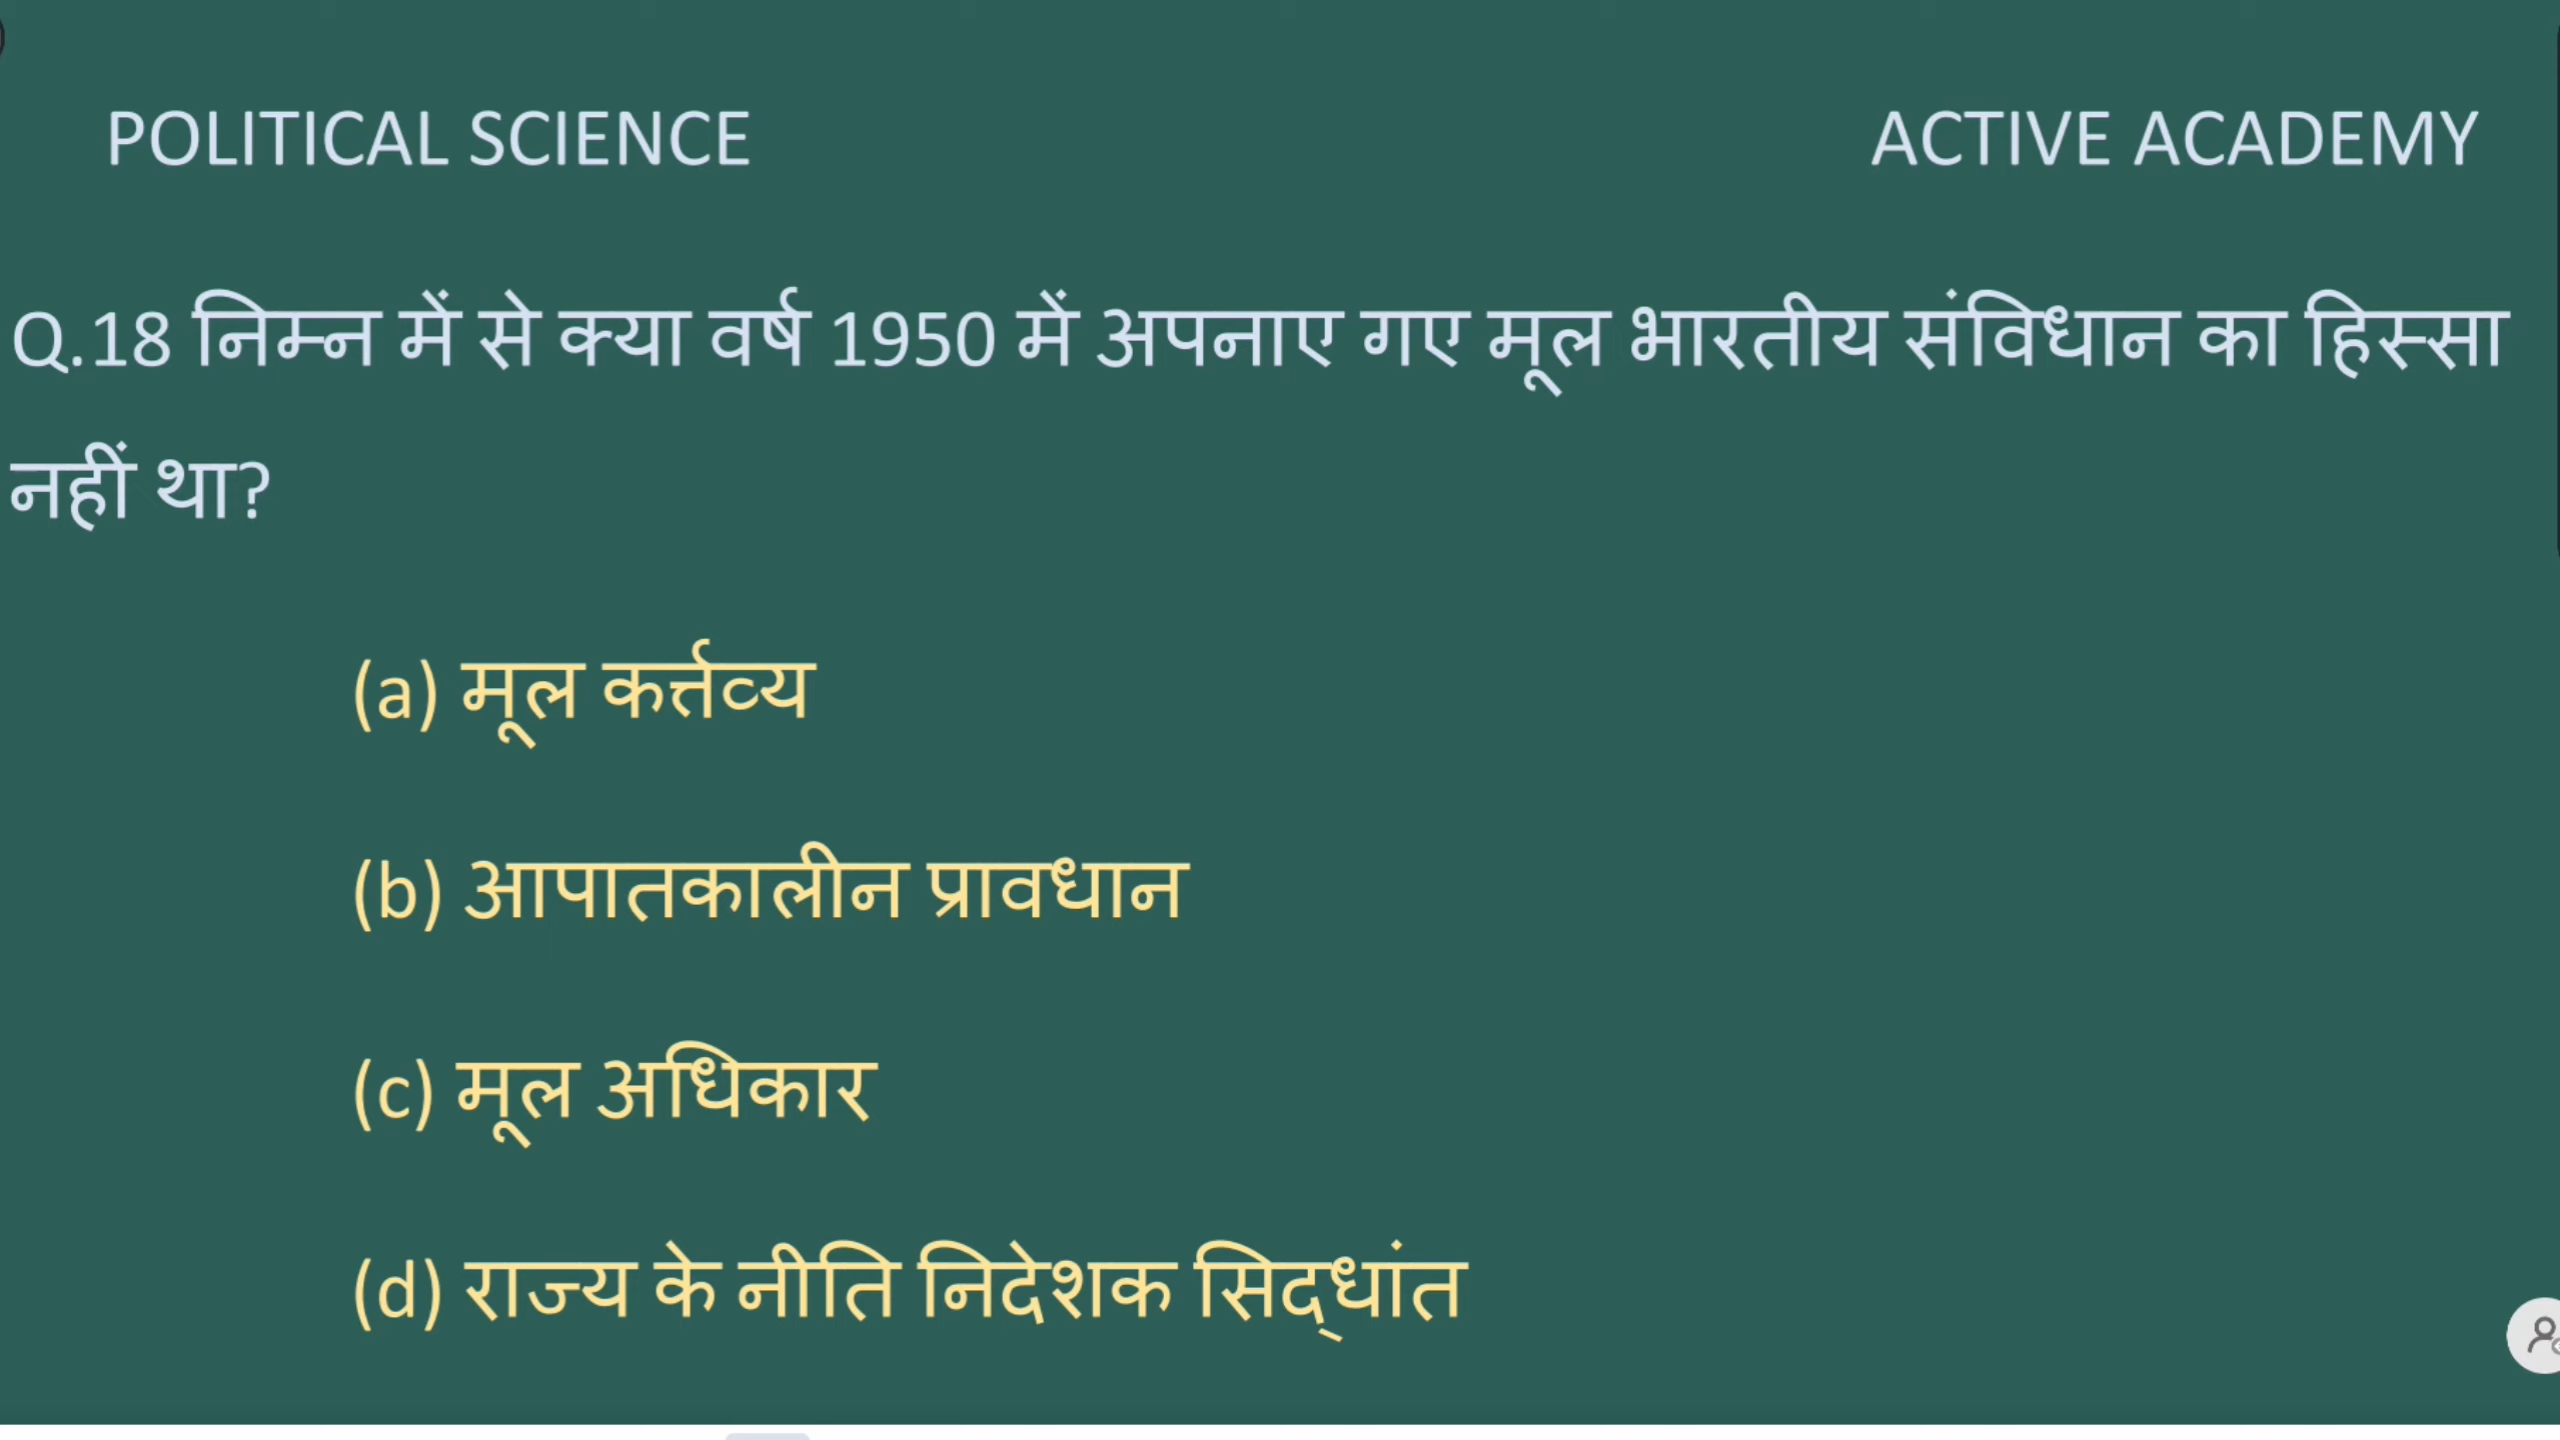 POLITICAL SCIENCE
ACTIVE ACADEMY
Q.18 निम्न में से क्या वर्ष 1950 में अपनाए गए मूल भारतीय संविधान का हिस्सा
नहीं था?
(a) मूल कर्त्तव्य
(b) आपातकालीन प्रावधान
(c) मूल अधिकार
(d) राज्य के नीति निदेशक सिद्‌धांत